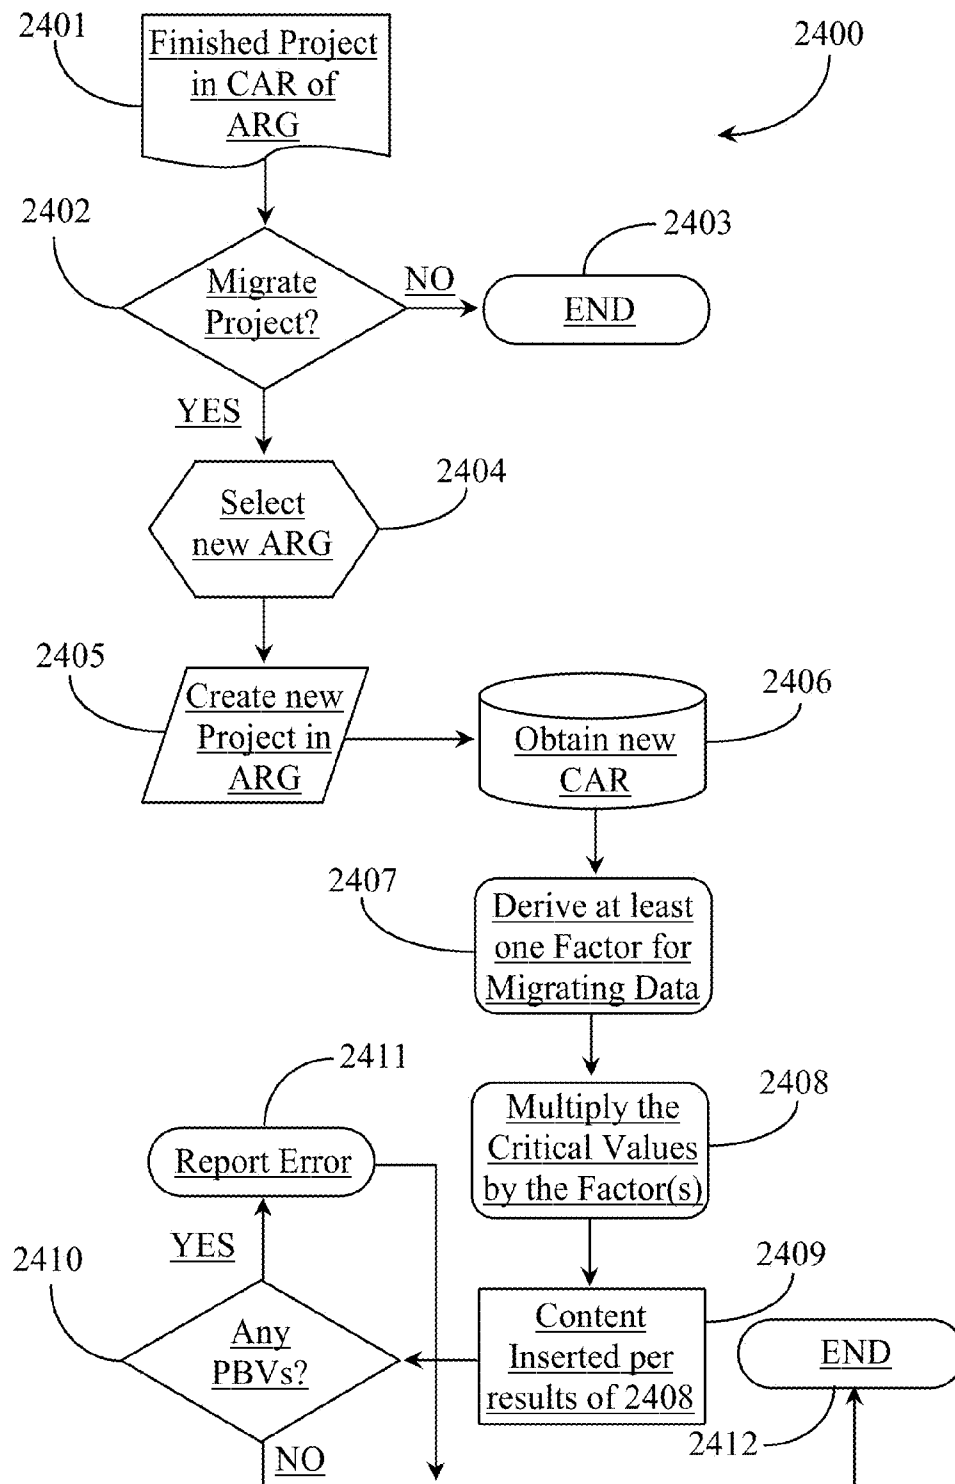 2401
Finished Project
in CAR of
ARG
2400
2402
Migrate
Project?
NO
2403
END
YES
Select
new ARG
2404
2405
Create new
Project in
ARG
2406
Obtain new
CAR
2407
Derive at least
one Factor for
Migrating Data
2408
Multiply the
Critical Values
by the Factor(s)
2409
Content
Inserted per
results of 2408
2410
Any
PBVs?
YES
2411
Report Error
NO
END
2412